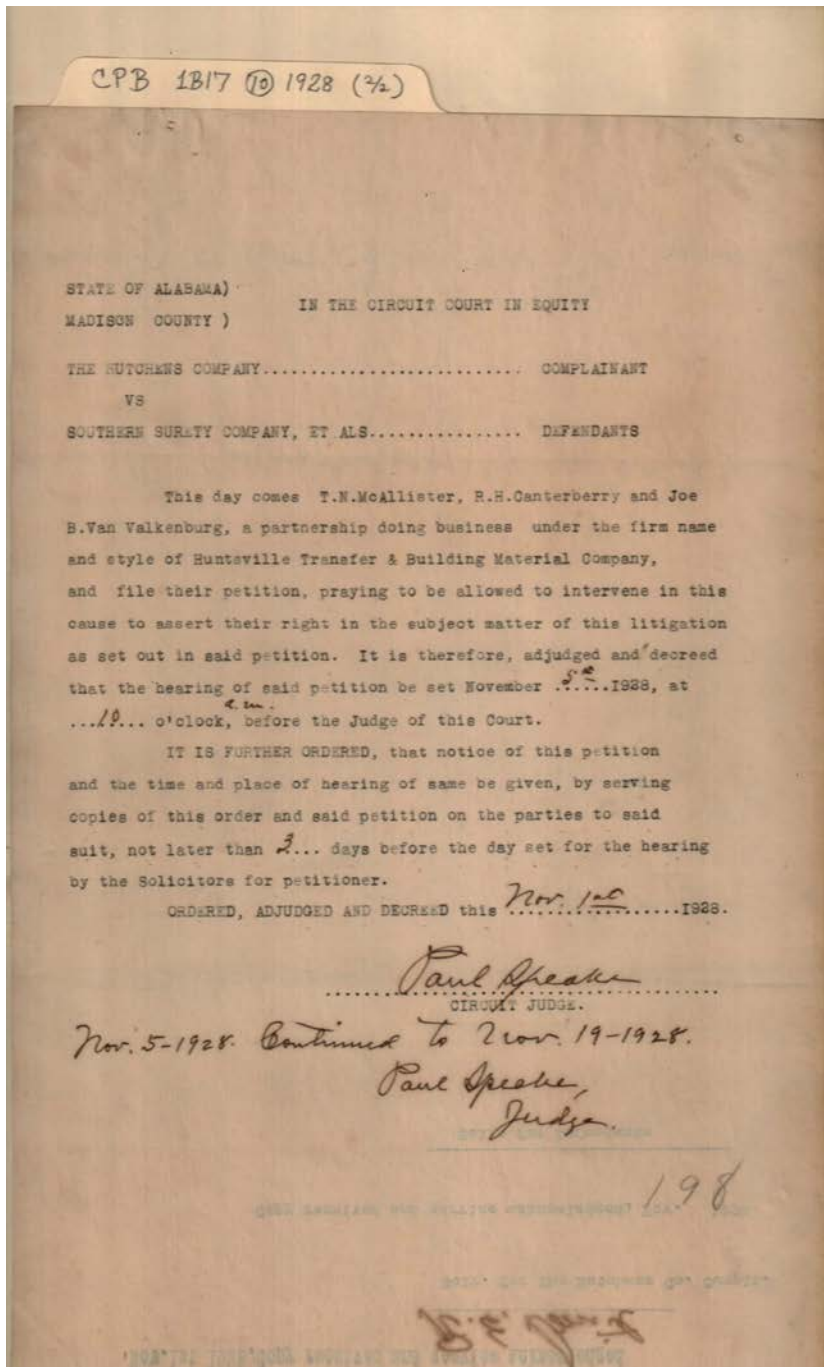 CPB 1B17 ⑩ 1928 (2/2)
STATE OF ALABAMA)
IN THE CIRCUIT COURT IN EQUITY
MADISON COUNTY )
THE HUTCHENS COMPANY............................ COMPLAINANT
VS
SOUTHERN SURETY COMPANY, ET ALS................. DEFENDANTS
This day comes T.N.McAllister, R.H.Canterberry and Joe
B.Van Valkenburg, a partnership doing business under the firm name
and style of Huntsville Transfer & Building Material Company,
and file their petition, praying to be allowed to intervene in this
cause to assert their right in the subject matter of this litigation
as set out in said petition. It is therefore, adjudged and decreed
that the hearing of said petition be set November ..5th..1928, at
...10... o'clock, a.m. before the Judge of this Court.
IT IS FURTHER ORDERED, that notice of this petition
and the time and place of hearing of same be given, by serving
copies of this order and said petition on the parties to said
suit, not later than 3... days before the day set for the hearing
by the Solicitors for petitioner.
ORDERED, ADJUDGED AND DECREED this Nov. 1st 1928.
Paul Speake
CIRCUIT JUDGE.
Nov. 5-1928. Continued to Nov. 19-1928.
Paul Speake,
Judge.
198